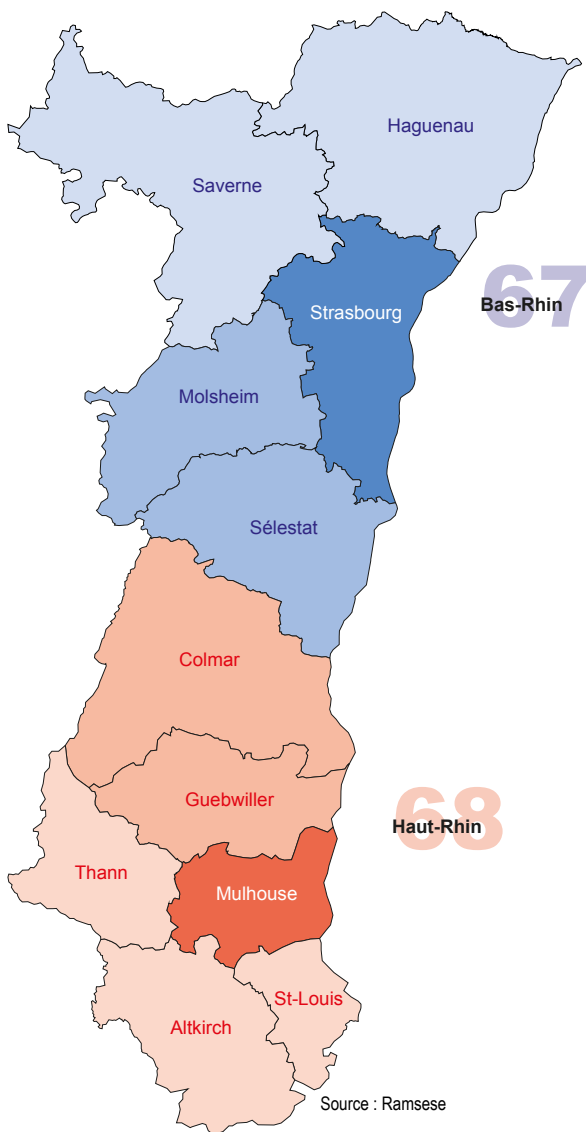 Haguenau
Saverne
67
Bas-Rhin
Strasbourg
Molsheim
Sélestat
Colmar
Guebwiller
68
Haut-Rhin
Thann
Mulhouse
St-Louis
Altkirch
Source : Ramsese